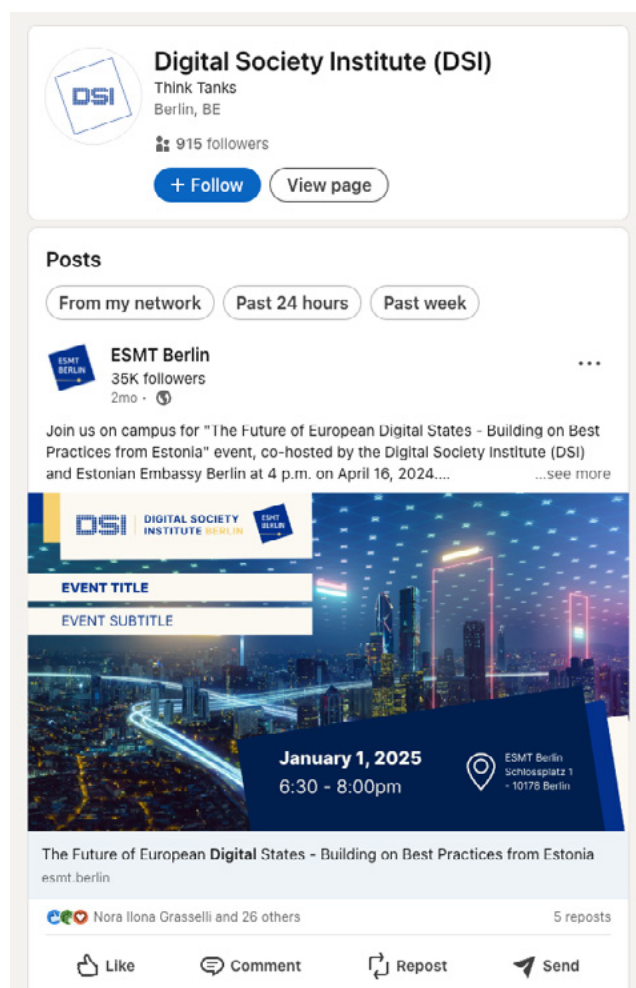 Digital Society Institute (DSI)
DSI
Think Tanks
Berlin, BE
915 followers
+ Follow
View page
Posts
From my network
Past 24 hours
Past week
ESMT
BERLIN
ESMT Berlin
35K followers
2mo ·
Join us on campus for "The Future of European Digital States - Building on Best
Practices from Estonia" event, co-hosted by the Digital Society Institute (DSI)
and Estonian Embassy Berlin at 4 p.m. on April 16, 2024....
...see more
DSI
DIGITAL SOCIETY
INSTITUTE BERLIN
ESMT
BERLIN
EVENT TITLE
EVENT SUBTITLE
January 1, 2025
6:30 - 8:00pm
ESMT Berlin
Schlossplatz 1
- 10178 Berlin
The Future of European Digital States - Building on Best Practices from Estonia
esmt.berlin
Nora Ilona Grasselli and 26 others
5 reposts
Like
Comment
Repost
Send